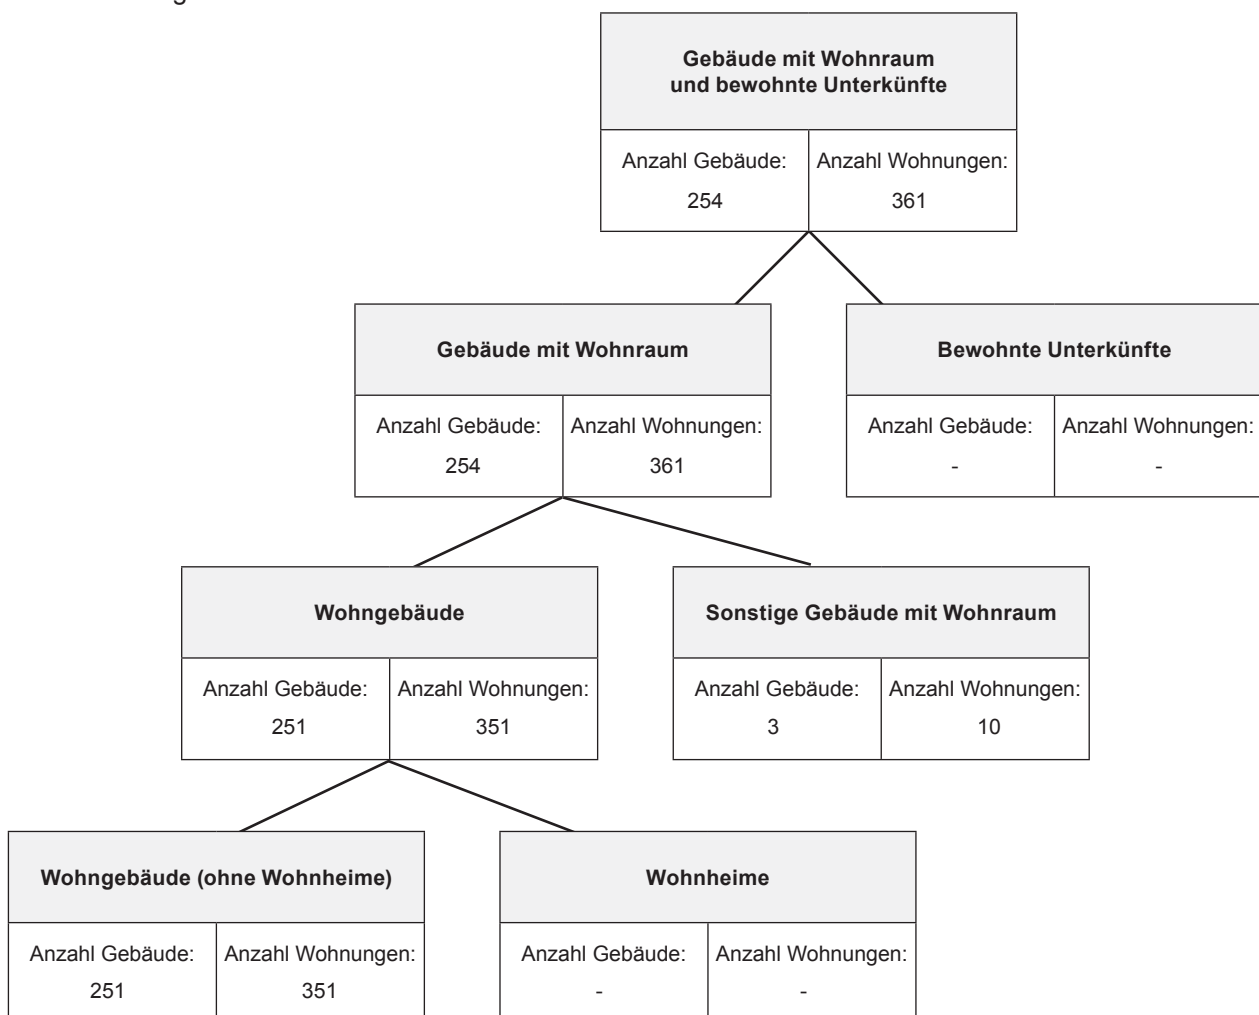 Gebäude mit Wohnraum
und bewohnte Unterkünfte
Anzahl Gebäude: Anzahl Wohnungen:
254 361
Gebäude mit Wohnraum
Anzahl Gebäude: Anzahl Wohnungen:
254 361
Bewohnte Unterkünfte
Anzahl Gebäude: Anzahl Wohnungen:
- -
Wohngebäude
Anzahl Gebäude: Anzahl Wohnungen:
251 351
Sonstige Gebäude mit Wohnraum
Anzahl Gebäude: Anzahl Wohnungen:
3 10
Wohngebäude (ohne Wohnheime)
Anzahl Gebäude: Anzahl Wohnungen:
251 351
Wohnheime
Anzahl Gebäude: Anzahl Wohnungen:
- -